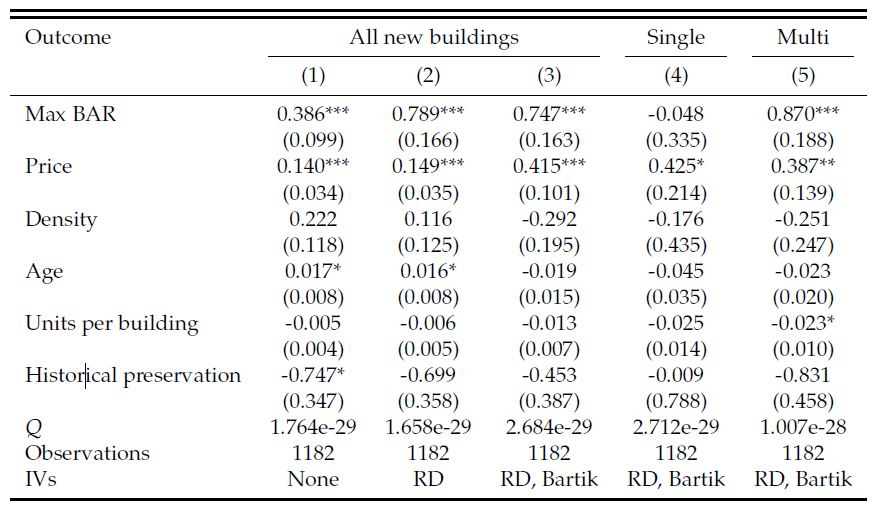 Outcome All new buildings Single Multi
(1) (2) (3) (4) (5)
Max BAR 0.386*** 0.789*** 0.747*** -0.048 0.870***
(0.099) (0.166) (0.163) (0.335) (0.188)
Price 0.140*** 0.149*** 0.415*** 0.425* 0.387**
(0.034) (0.035) (0.101) (0.214) (0.139)
Density 0.222 0.116 -0.292 -0.176 -0.251
(0.118) (0.125) (0.195) (0.435) (0.247)
Age 0.017* 0.016* -0.019 -0.045 -0.023
(0.008) (0.008) (0.015) (0.035) (0.020)
Units per building -0.005 -0.006 -0.013 -0.025 -0.023*
(0.004) (0.005) (0.007) (0.014) (0.010)
Historical preservation -0.747* -0.699 -0.453 -0.009 -0.831
(0.347) (0.358) (0.387) (0.788) (0.458)
Q 1.764e-29 1.658e-29 2.684e-29 2.712e-29 1.007e-28
Observations 1182 1182 1182 1182 1182
IVs None RD RD, Bartik RD, Bartik RD, Bartik